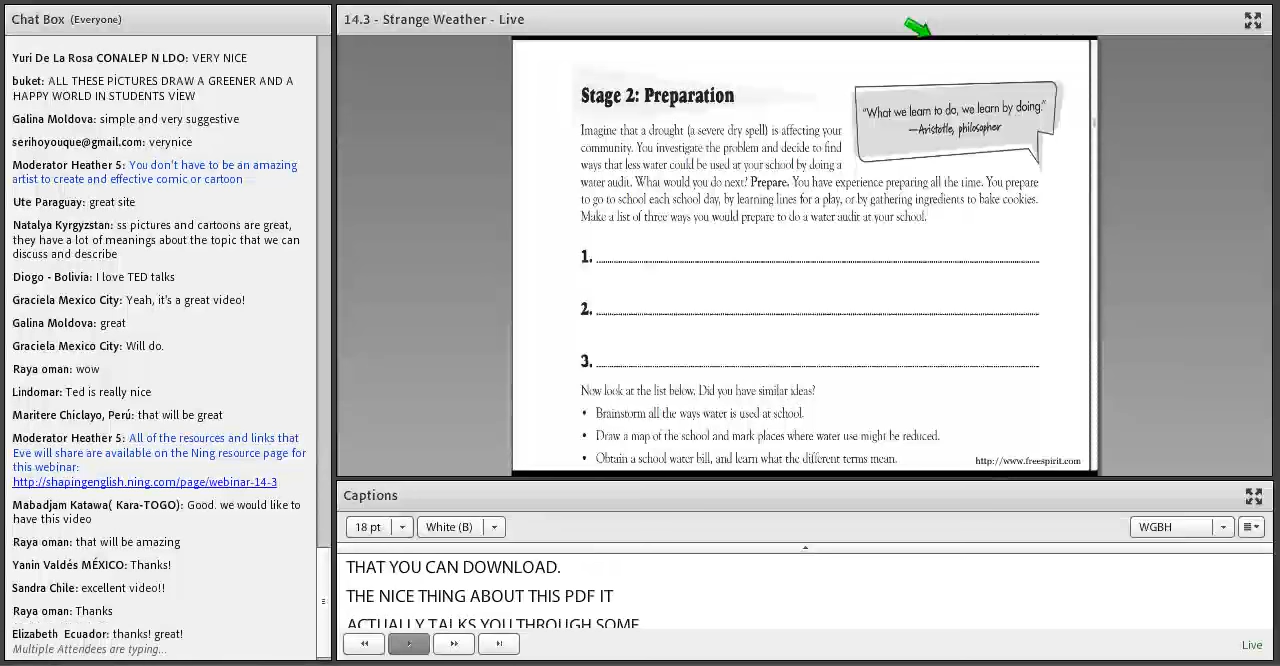 Chat Box (Everyone)
Yuri De La Rosa CONALEP N LDO: VERY NICE
buket: ALL THESE PİCTURES DRAW A GREENER AND A
HAPPY WORLD IN STUDENTS VİEW
Galina Moldova: simple and very suggestive
serihoyouque@gmail.com: verynice
Moderator Heather 5: You don't have to be an amazing
artist to create and effective comic or cartoon
Ute Paraguay: great site
Natalya Kyrgyzstan: ss pictures and cartoons are great,
they have a lot of meanings about the topic that we can
discuss and describe
Diogo - Bolivia: I love TED talks
Graciela Mexico City: Yeah, it's a great video!
Galina Moldova: great
Graciela Mexico City: Will do.
Raya oman: wow
Lindomar: Ted is really nice
Maritere Chiclayo, Perú: that will be great
Moderator Heather 5: All of the resources and links that
Eve will share are available on the Ning resource page for
this webinar:
http://shapingenglish.ning.com/page/webinar-14-3
Mabadjam Katawa( Kara-TOGO): Good. we would like to
have this video
Raya oman: that will be amazing
Yanin Valdés MÉXICO: Thanks!
Sandra Chile: excellent video!!
Raya oman: Thanks
Elizabeth Ecuador: thanks! great!
Multiple Attendees are typing...
14.3 - Strange Weather - Live
Stage 2: Preparation
"What we learn to do, we learn by doing."
—Aristotle, philosopher
Imagine that a drought (a severe dry spell) is affecting your
community. You investigate the problem and decide to find
ways that less water could be used at your school by doing a
water audit. What would you do next? Prepare. You have experience preparing all the time. You prepare
to go to school each school day, by learning lines for a play, or by gathering ingredients to bake cookies.
Make a list of three ways you would prepare to do a water audit at your school.
1.
2.
3.
Now look at the list below. Did you have similar ideas?
• Brainstorm all the ways water is used at school.
• Draw a map of the school and mark places where water use might be reduced.
• Obtain a school water bill, and learn what the different terms mean.
http://www.freespirit.com
Captions
18 pt
White (B)
WGBH
THAT YOU CAN DOWNLOAD.
THE NICE THING ABOUT THIS PDF IT
ACTUALLY TALKS YOU THROUGH SOME
Live